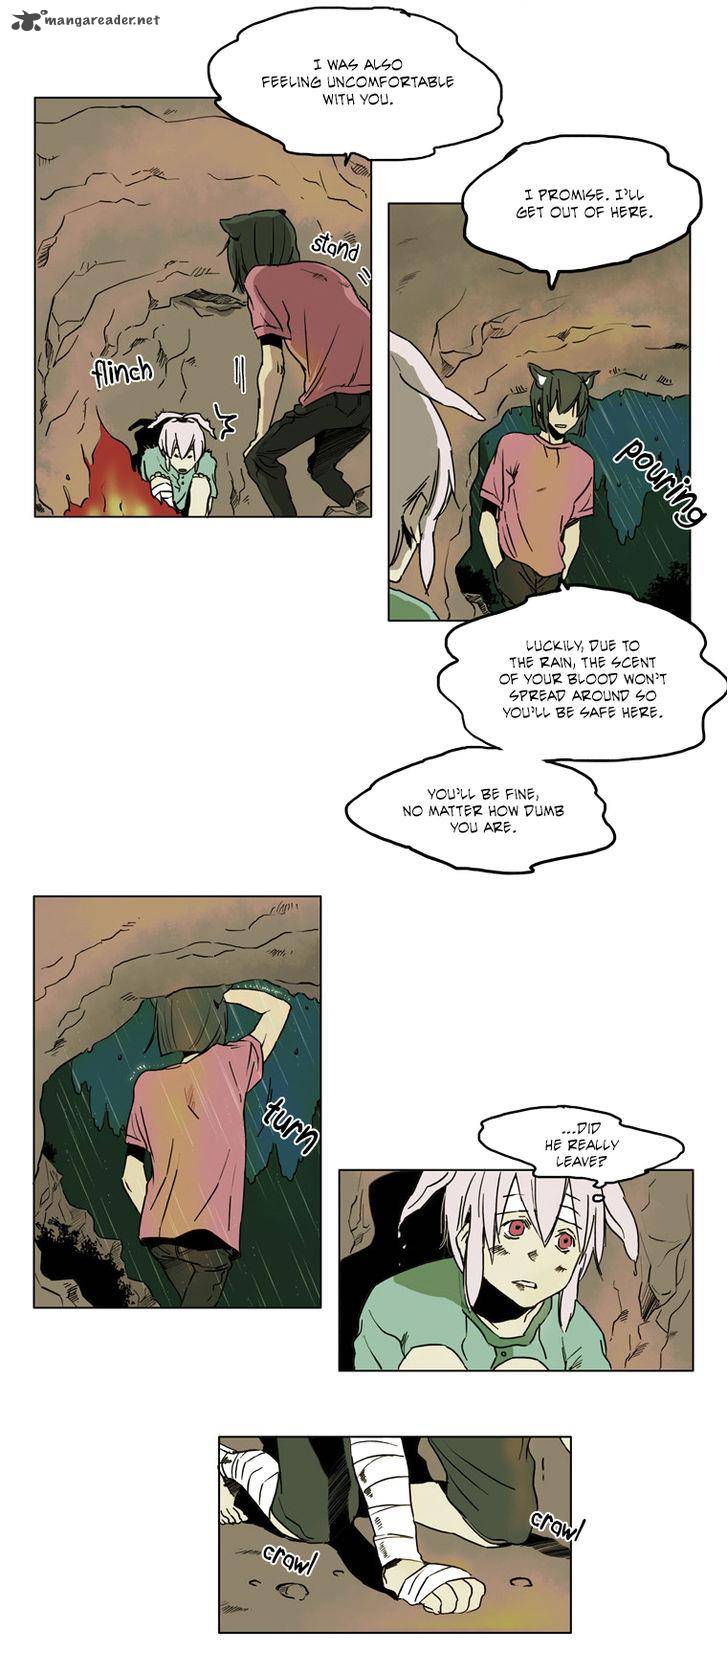 mangareader.net
I WAS ALSO
FEELING UNCOMFORTABLE
WITH YOU.
stand
flinch
I PROMISE. I'LL
GET OUT OF HERE.
pouring
LUCKILY, DUE TO
THE RAIN, THE SCENT
OF YOUR BLOOD WON'T
SPREAD AROUND SO
YOU'LL BE SAFE HERE.
YOU'LL BE FINE,
NO MATTER HOW DUMB
YOU ARE.
turn
...DID
HE REALLY
LEAVE?
crawl
crawl